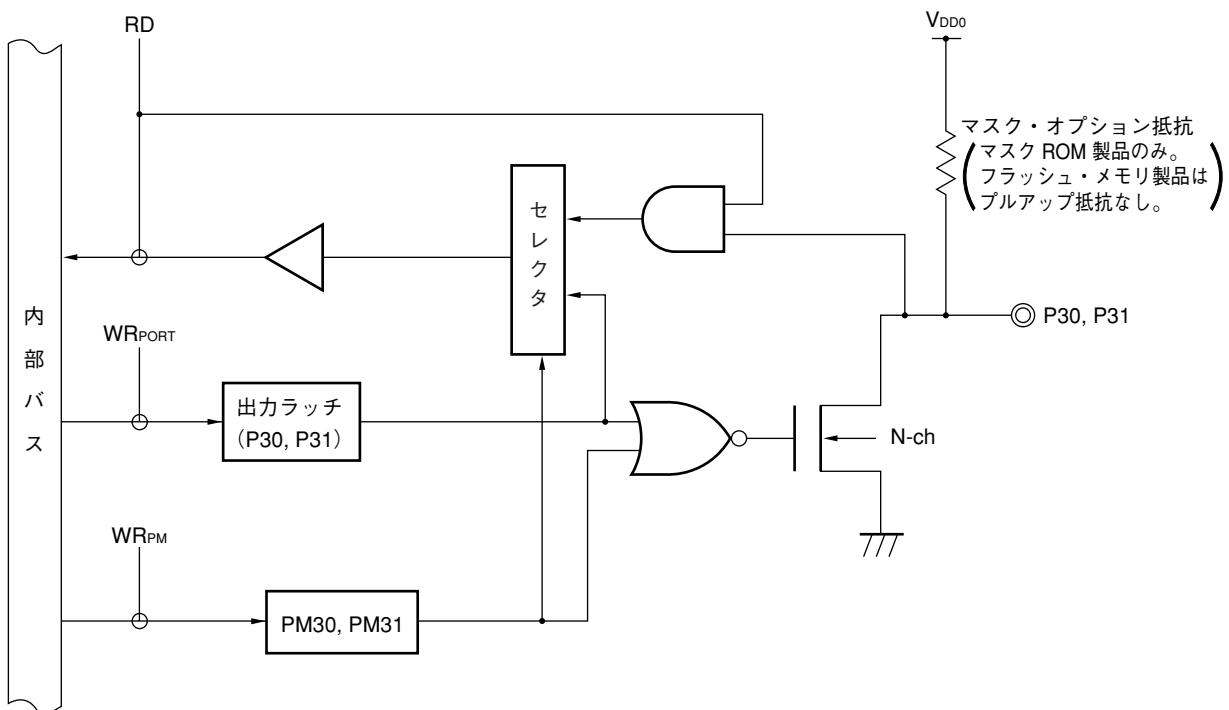 RD
VDD0
マスク・オプション抵抗
(マスク ROM 製品のみ。
フラッシュ・メモリ製品は
プルアップ抵抗なし。)
セレクタ
内部バス
P30, P31
WRPORT
出力ラッチ
(P30, P31)
N-ch
WRPM
PM30, PM31